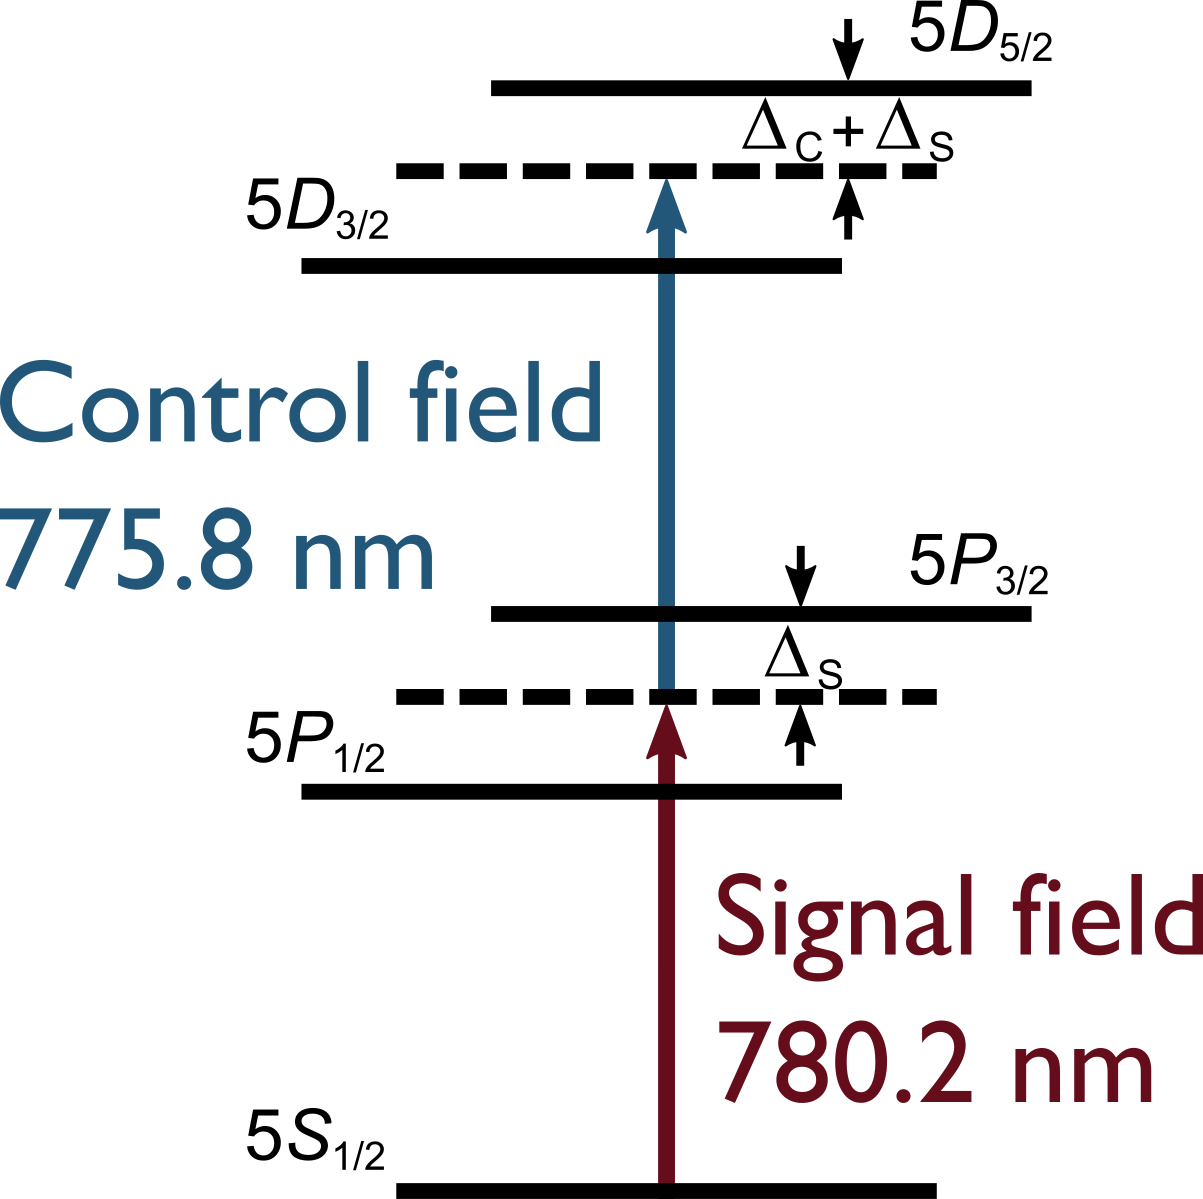 5D5/2
ΔC + ΔS
5D3/2
Control field
775.8 nm
5P3/2
ΔS
5P1/2
Signal field
780.2 nm
5S1/2